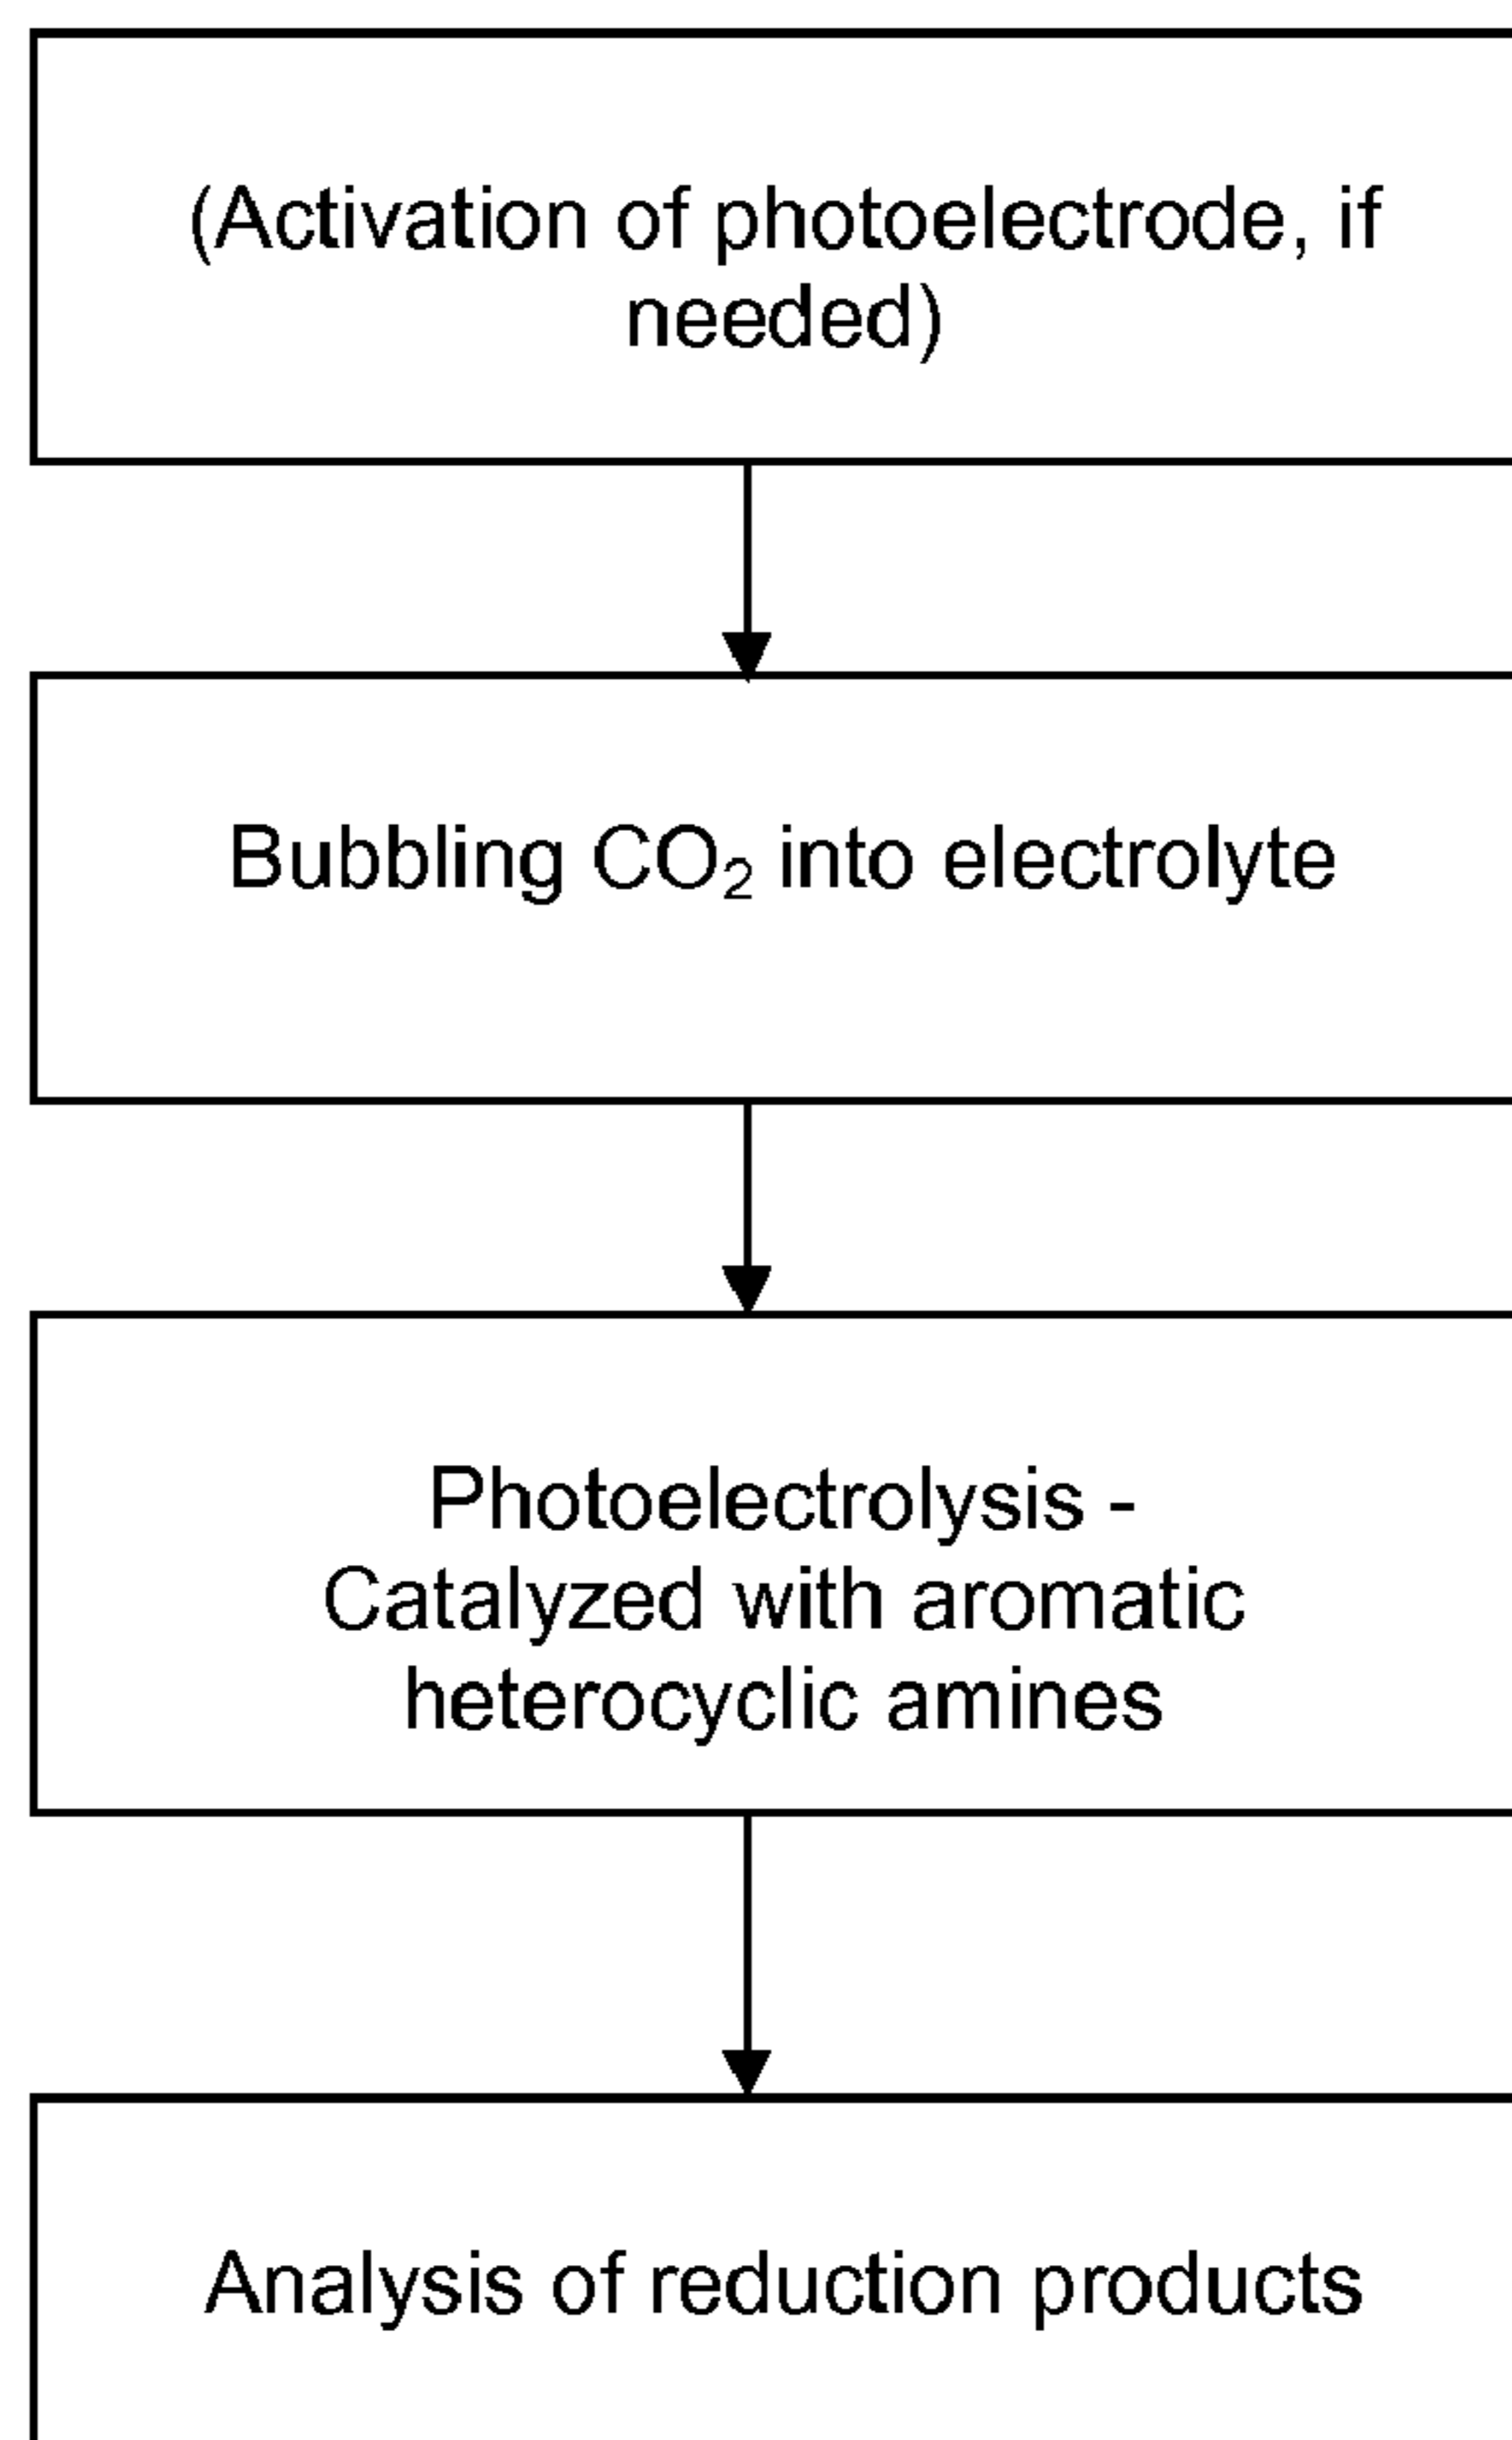 (Activation of photoelectrode, if
needed)
Bubbling CO₂ into electrolyte
Photoelectrolysis -
Catalyzed with aromatic
heterocyclic amines
Analysis of reduction products